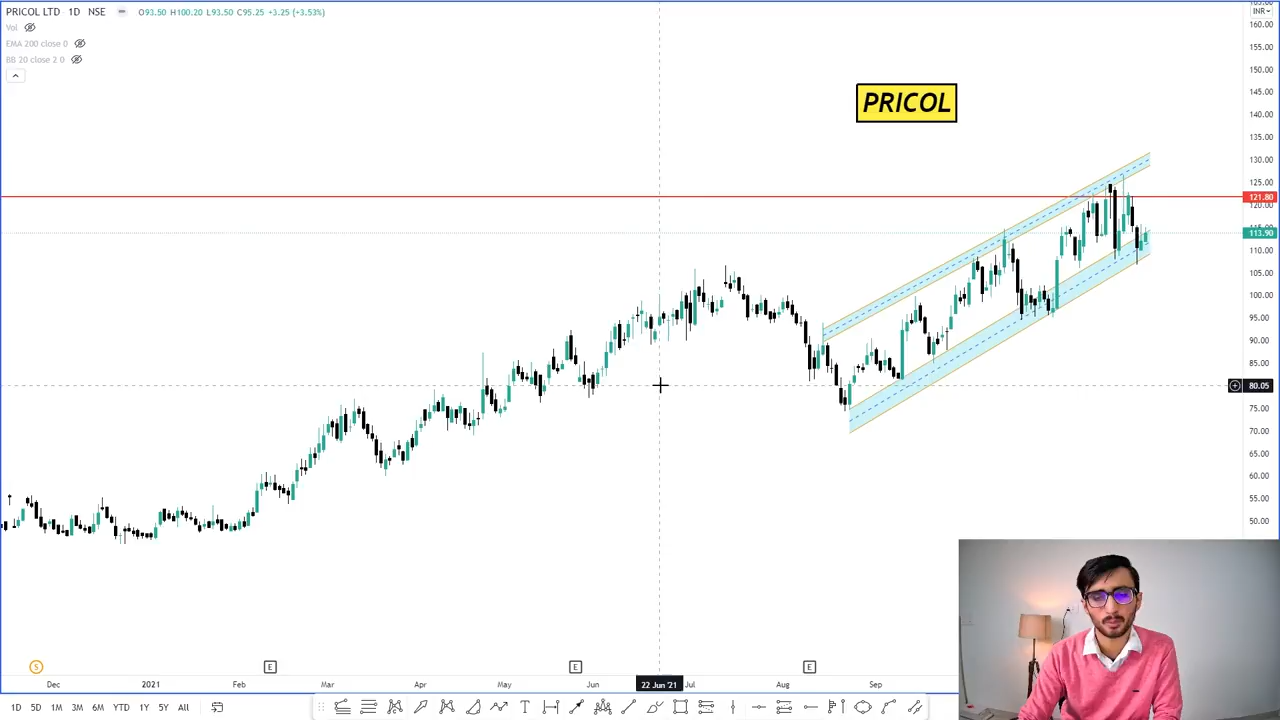 PRICOL LTD · 1D · NSE
O93.50 H100.20 L93.50 C95.25 +3.25 (+3.53%)
INR
Vol
EMA 200 close 0
BB 20 close 2 0
PRICOL
160.00
155.00
150.00
145.00
140.00
135.00
130.00
125.00
121.80
120.00
113.90
110.00
105.00
100.00
95.00
90.00
85.00
80.05
75.00
70.00
65.00
60.00
55.00
50.00
S
E
E
E
Dec
2021
Feb
Mar
Apr
May
Jun
22 Jun '21
Jul
Aug
Sep
1D 5D 1M 3M 6M YTD 1Y 5Y All
T